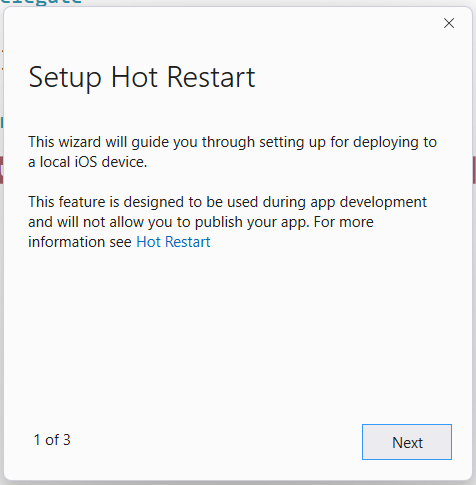 elegate
Setup Hot Restart
This wizard will guide you through setting up for deploying to
a local iOS device.
This feature is designed to be used during app development
and will not allow you to publish your app. For more
information see Hot Restart
1 of 3
Next